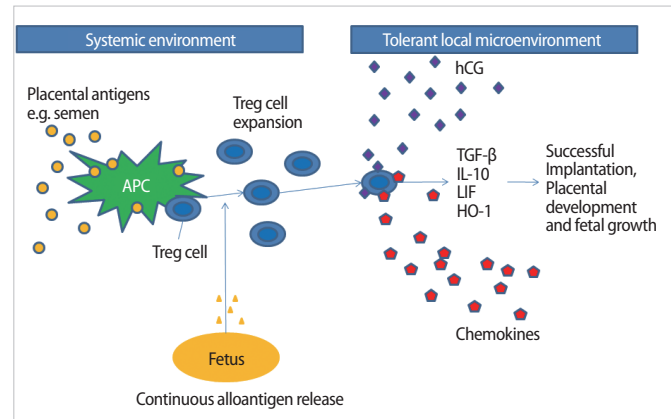 Systemic environment
Tolerant local microenvironment
Placental antigens
e.g. semen
Treg cell
expansion
APC
Treg cell
Fetus
Continuous alloantigen release
hCG
TGF-β
IL-10
LIF
HO-1
Successful
Implantation,
Placental
development
and fetal growth
Chemokines